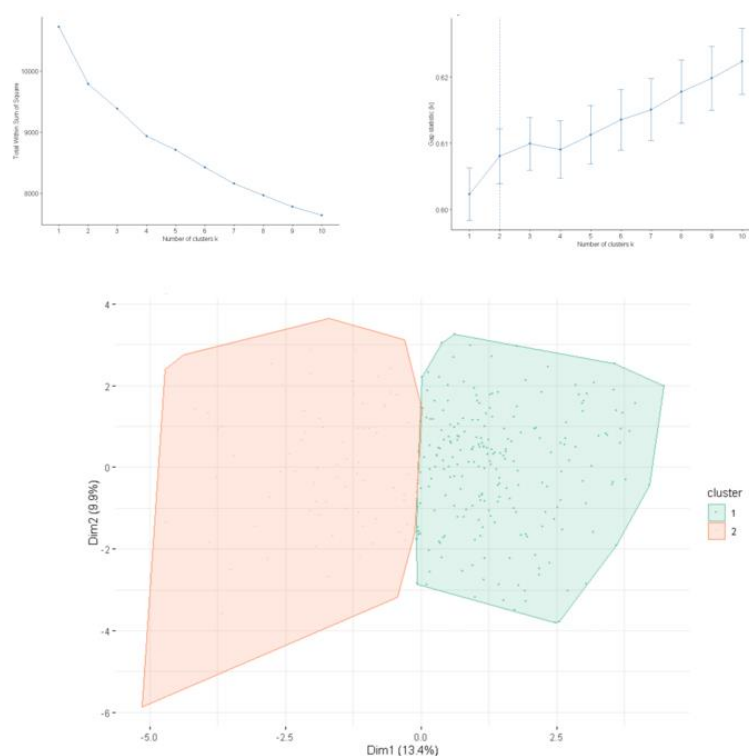 Total Within Sum of Square
10000
9000
8000
1 2 3 4 5 6 7 8 9 10
Number of clusters k
Gap statistic (k)
0.62
0.61
0.60
1 2 3 4 5 6 7 8 9 10
Number of clusters k
Dim2 (9.9%)
4
2
0
-2
-4
-6
-5.0 -2.5 0.0 2.5
Dim1 (13.4%)
cluster
1
2